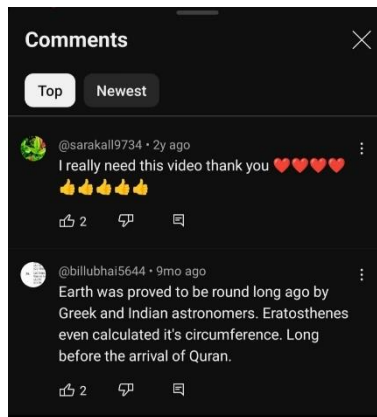 Comments
Top Newest
@sarakall9734 • 2y ago
I really need this video thank you ❤️❤️❤️❤️
👍👍👍👍👍
2
@billubhai5644 • 9mo ago
Earth was proved to be round long ago by
Greek and Indian astronomers. Eratosthenes
even calculated it's circumference. Long
before the arrival of Quran.
2